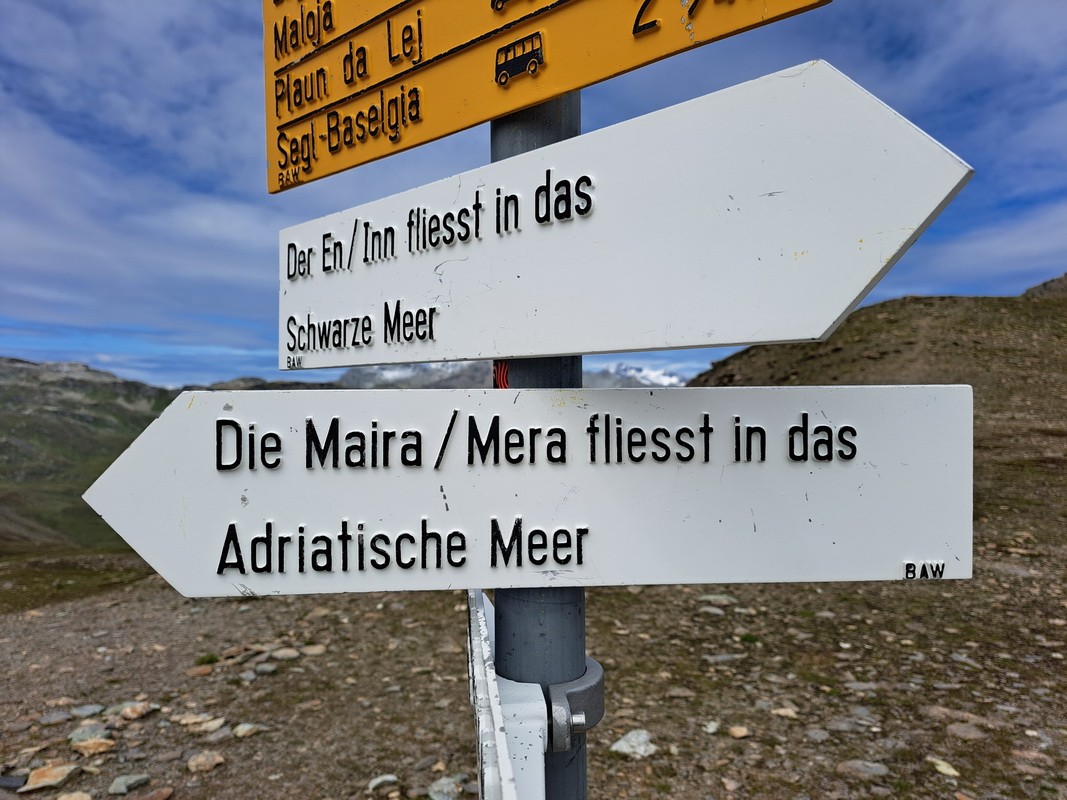 Maloja
Plaun da Lej
Segl-Baselgia
BAW
Der En/Inn fliesst in das
Schwarze Meer
BAW
Die Maira/Mera fliesst in das
Adriatische Meer
BAW